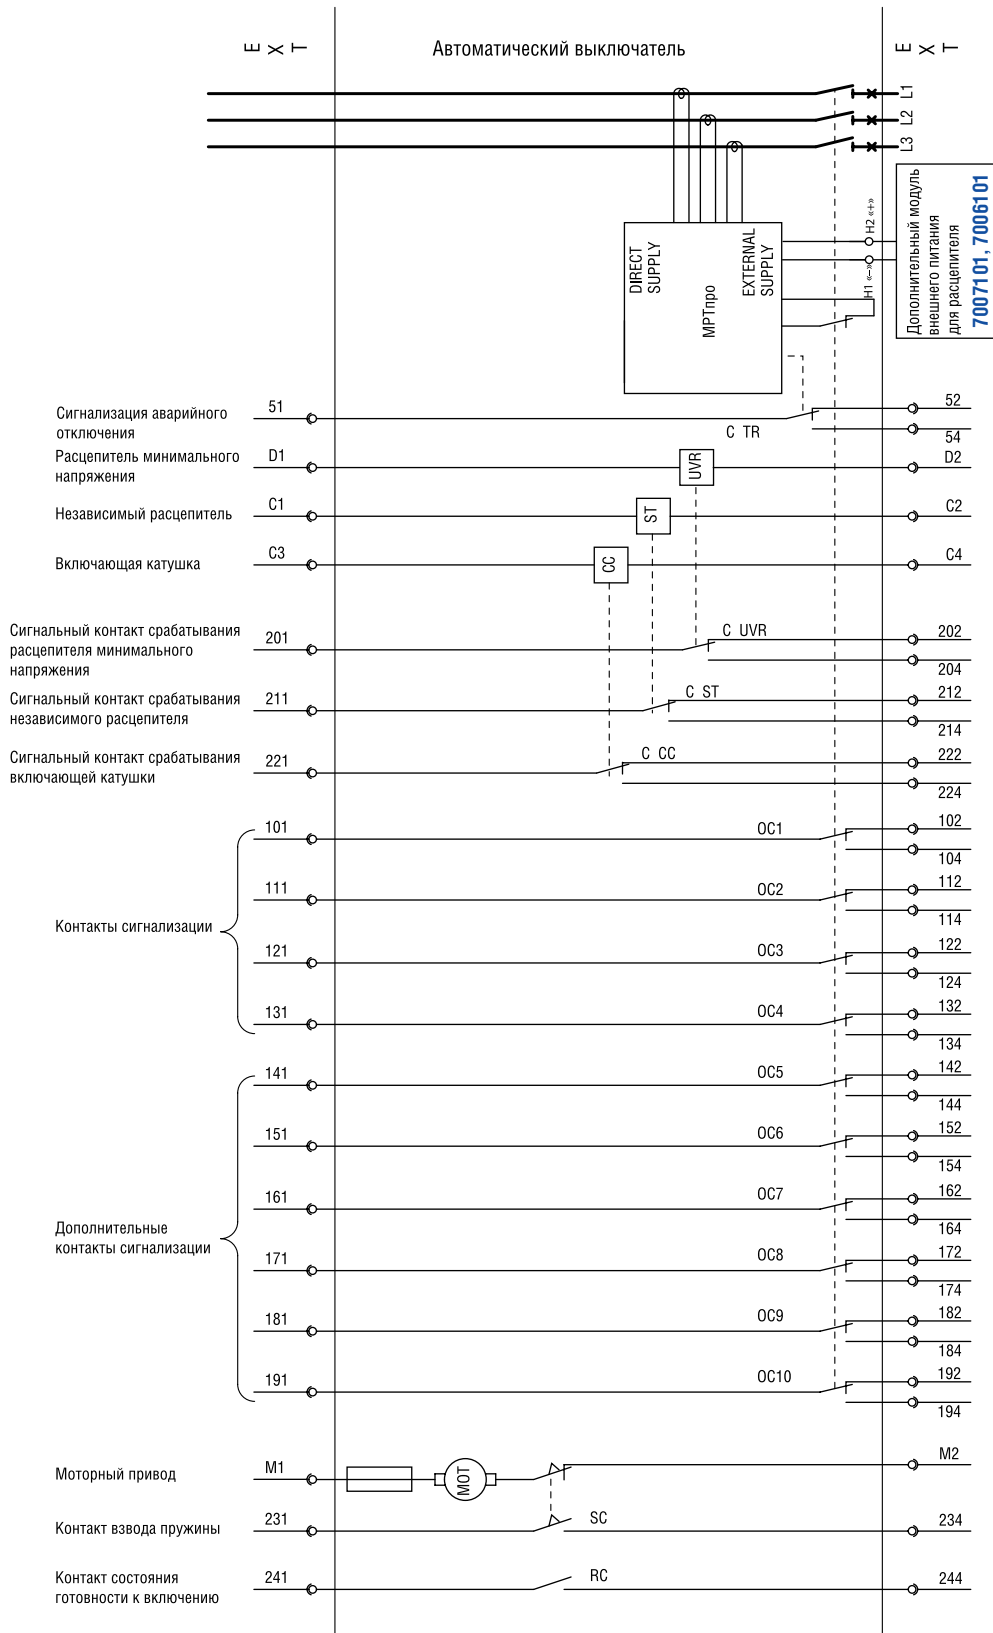 Е Х Т
Автоматический выключатель
Е Х Т
L1
L2
L3
DIRECT
SUPPLY
МРТпро
EXTERNAL
SUPPLY
H2 «+»
H1 «–»
Дополнительный модуль
внешнего питания
для расцепителя
7007101, 7006101
Сигнализация аварийного
отключения
51
C TR
52
54
Расцепитель минимального
напряжения
D1
UVR
D2
Независимый расцепитель
C1
ST
C2
Включающая катушка
C3
CC
C4
Сигнальный контакт срабатывания
расцепителя минимального
напряжения
201
C UVR
202
204
Сигнальный контакт срабатывания
независимого расцепителя
211
C ST
212
214
Сигнальный контакт срабатывания
включающей катушки
221
C CC
222
224
Контакты сигнализации
101
OC1
102
104
111
OC2
112
114
121
OC3
122
124
131
OC4
132
134
Дополнительные
контакты сигнализации
141
OC5
142
144
151
OC6
152
154
161
OC7
162
164
171
OC8
172
174
181
OC9
182
184
191
OC10
192
194
Моторный привод
M1
МОТ
M2
Контакт взвода пружины
231
SC
234
Контакт состояния
готовности к включению
241
RC
244